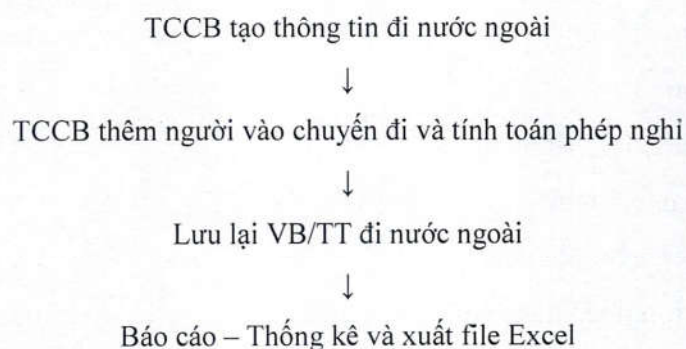 TCCB tạo thông tin đi nước ngoài
↓
TCCB thêm người vào chuyến đi và tính toán phép nghỉ
↓
Lưu lại VB/TT đi nước ngoài
↓
Báo cáo – Thống kê và xuất file Excel